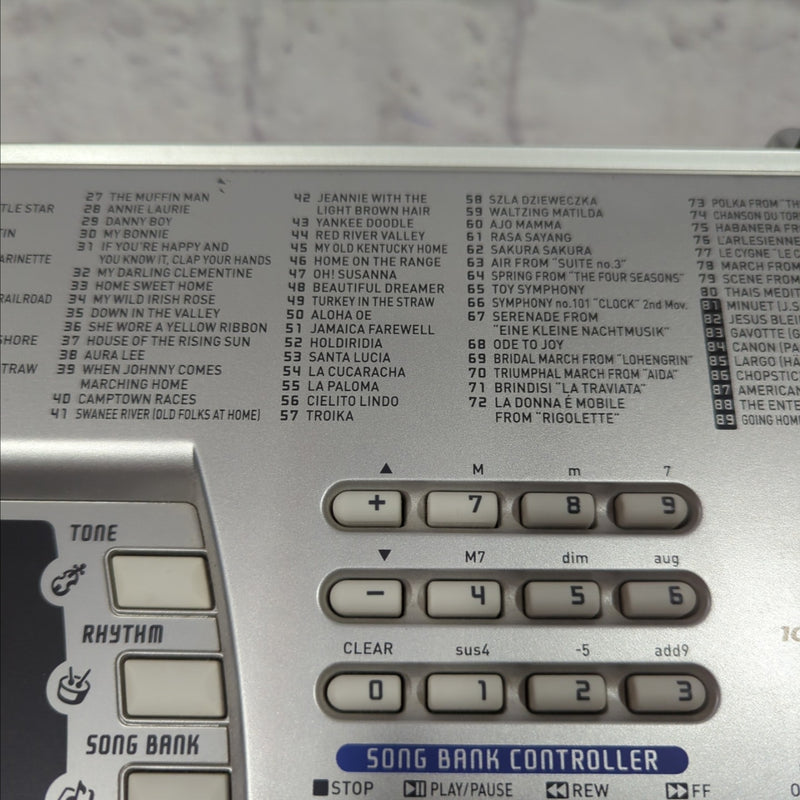 TLE STAR
TIN
ARINETTE
RAILROAD
SHORE
TRAW
27 THE MUFFIN MAN
28 ANNIE LAURIE
29 DANNY BOY
30 MY BONNIE
31 IF YOU'RE HAPPY AND
YOU KNOW IT, CLAP YOUR HANDS
32 MY DARLING CLEMENTINE
33 HOME SWEET HOME
34 MY WILD IRISH ROSE
35 DOWN IN THE VALLEY
36 SHE WORE A YELLOW RIBBON
37 HOUSE OF THE RISING SUN
38 AURA LEE
39 WHEN JOHNNY COMES
MARCHING HOME
40 CAMPTOWN RACES
41 SWANEE RIVER (OLD FOLKS AT HOME)
42 JEANNIE WITH THE
LIGHT BROWN HAIR
43 YANKEE DOODLE
44 RED RIVER VALLEY
45 MY OLD KENTUCKY HOME
46 HOME ON THE RANGE
47 OH! SUSANNA
48 BEAUTIFUL DREAMER
49 TURKEY IN THE STRAW
50 ALOHA OE
51 JAMAICA FAREWELL
52 HOLDIRIDIA
53 SANTA LUCIA
54 LA CUCARACHA
55 LA PALOMA
56 CIELITO LINDO
57 TROIKA
58 SZLA DZIEWECZKA
59 WALTZING MATILDA
60 AJO MAMMA
61 RASA SAYANG
62 SAKURA SAKURA
63 AIR FROM "SUITE no.3"
64 SPRING FROM "THE FOUR SEASONS"
65 TOY SYMPHONY
66 SYMPHONY no.101 "CLOCK" 2nd Mov.
67 SERENADE FROM
"EINE KLEINE NACHTMUSIK"
68 ODE TO JOY
69 BRIDAL MARCH FROM "LOHENGRIN"
70 TRIUMPHAL MARCH FROM "AIDA"
71 BRINDISI "LA TRAVIATA"
72 LA DONNA É MOBILE
FROM "RIGOLETTE"
73 POLKA FROM "TH
74 CHANSON DU TOR
75 HABANERA FR
76 L'ARLESIENNE
77 LE CYGNE "LE C
78 MARCH FROM
79 SCENE FROM
80 THAIS MEDIT
81 MINUET (J.S
82 JESUS BLEI
83 GAVOTTE (G
84 CANON (PA
85 LARGO (HÄ
86 CHOPSTIC
87 AMERICAN
88 THE ENTE
89 GOING HOM
▲ M m 7
+ 7 8 9
▼ M7 dim aug
− 4 5 6
CLEAR sus4 -5 add9
0 1 2 3
TONE
RHYTHM
SONG BANK
SONG BANK CONTROLLER
STOP PLAY/PAUSE REW FF